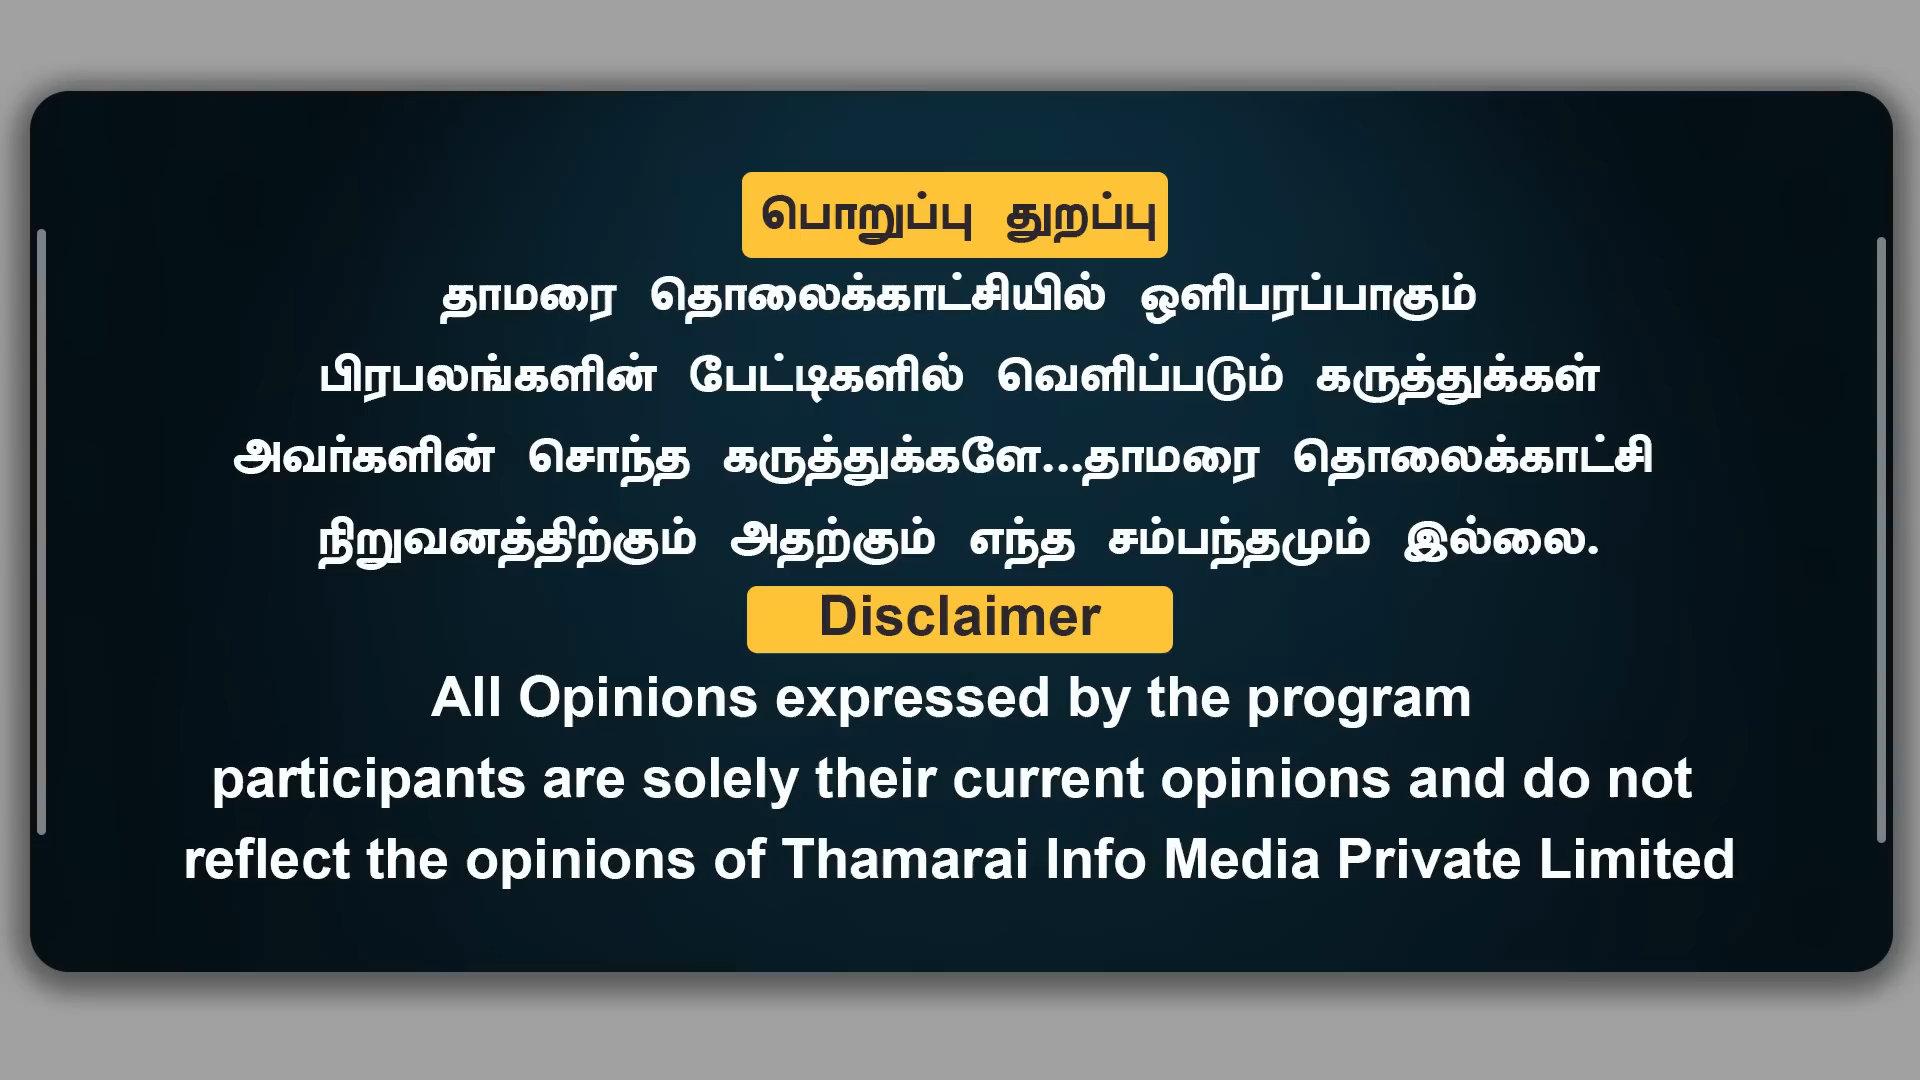 பொறுப்பு துறப்பு
தாமரை தொலைக்காட்சியில் ஒளிபரப்பாகும்
பிரபலங்களின் பேட்டிகளில் வெளிப்படும் கருத்துக்கள்
அவர்களின் சொந்த கருத்துக்களே...தாமரை தொலைக்காட்சி
நிறுவனத்திற்கும் அதற்கும் எந்த சம்பந்தமும் இல்லை.
Disclaimer
All Opinions expressed by the program
participants are solely their current opinions and do not
reflect the opinions of Thamarai Info Media Private Limited